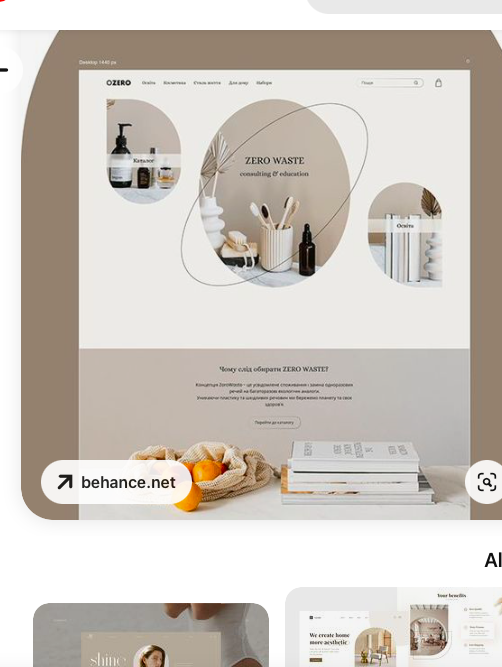 Desktop 1440 px
OZERO
Освіта Косметика Стиль життя Для дому Набори
Пошук
Каталог
ZERO WASTE
consulting & education
Освіта
Чому слід обирати ZERO WASTE?
Концепція ZeroWaste - це усвідомлене споживання і заміна одноразових
речей на багаторазові екологічні аналоги.
Уникаючи пластику та шкідливих речовин ми бережемо планету та своє
здоров'я
Перейти до каталогу
behance.net
Al
shine
Your benefits
We create home
more aesthetic